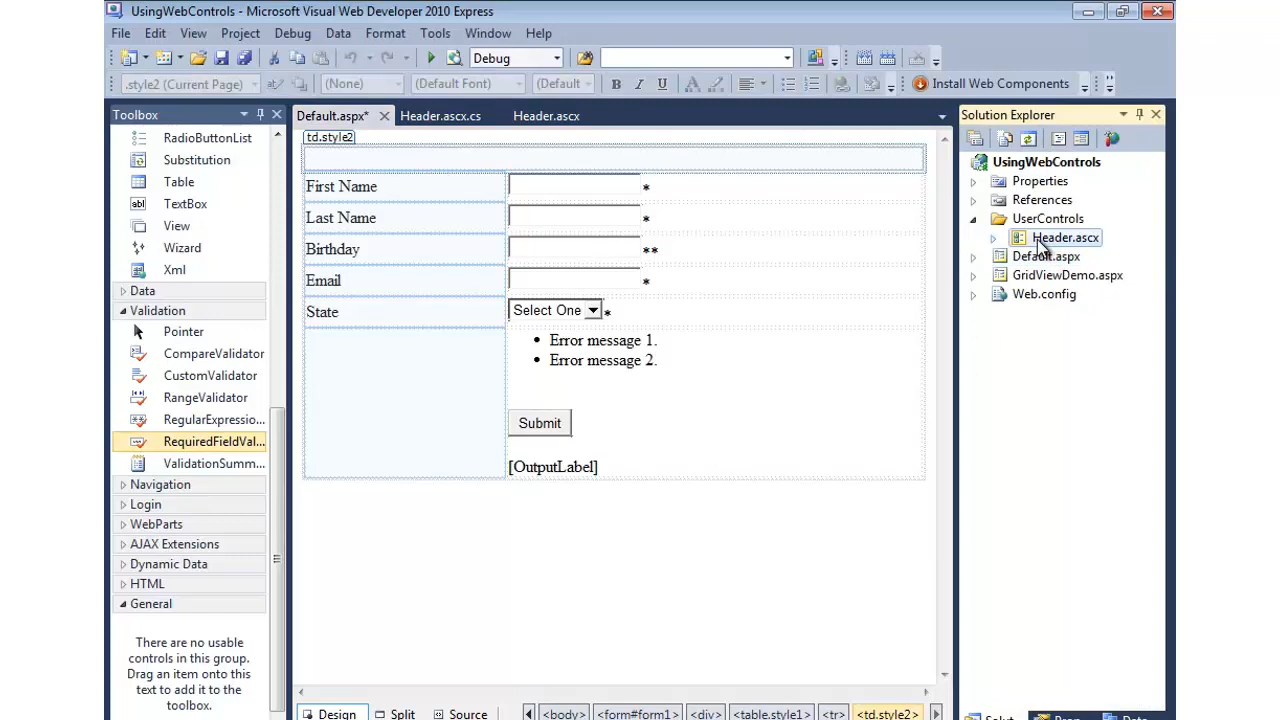 UsingWebControls - Microsoft Visual Web Developer 2010 Express
File Edit View Project Debug Data Format Tools Window Help
Debug
.style2 (Current Page) (None) (Default Font) (Default B I U A Install Web Components
Toolbox
RadioButtonList
Substitution
Table
abl TextBox
View
Wizard
Xml
Data
Validation
Pointer
CompareValidator
CustomValidator
RangeValidator
RegularExpressio...
RequiredFieldVal...
ValidationSumm...
Navigation
Login
WebParts
AJAX Extensions
Dynamic Data
HTML
General
There are no usable
controls in this group.
Drag an item onto this
text to add it to the
toolbox.
Default.aspx* Header.ascx.cs Header.ascx
td.style2
First Name *
Last Name *
Birthday **
Email *
State Select One *
• Error message 1.
• Error message 2.
Submit
[OutputLabel]
Design Split Source <body> <form#form1> <div> <table.style1> <tr> <td.style2>
Solution Explorer
UsingWebControls
Properties
References
UserControls
Header.ascx
Default.aspx
GridViewDemo.aspx
Web.config